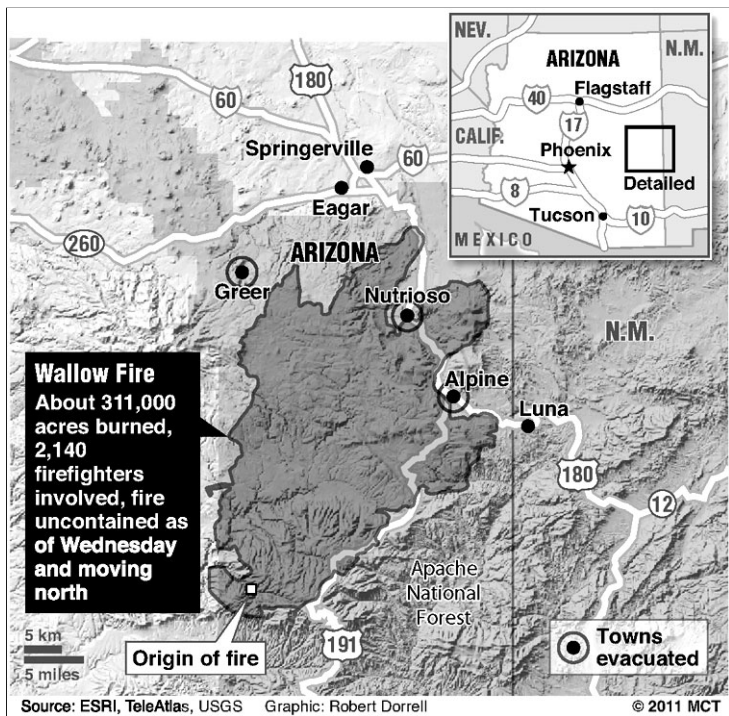 NEV.
ARIZONA
N.M.
Flagstaff
40
17
CALIF.
Phoenix
8
Detailed
Tucson
10
MEXICO
180
60
Springerville
60
Eagar
260
ARIZONA
Greer
Nutrioso
N.M.
Wallow Fire
About 311,000
acres burned,
2,140
firefighters
involved, fire
uncontained as
of Wednesday
and moving
north
Alpine
Luna
180
12
Apache
National
Forest
5 km
5 miles
Origin of fire
191
Towns
evacuated
Source: ESRI, TeleAtlas, USGS Graphic: Robert Dorrell © 2011 MCT